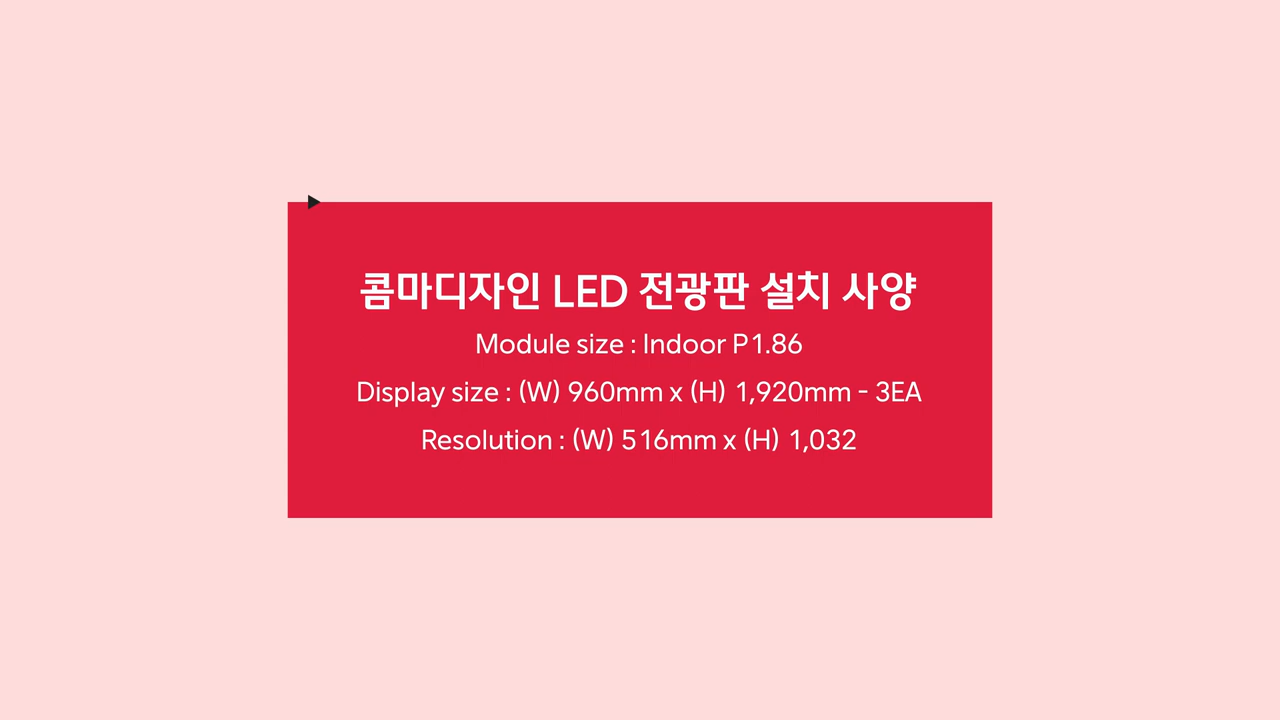 콤마디자인 LED 전광판 설치 사양
Module size : Indoor P1.86
Display size : (W) 960mm x (H) 1,920mm - 3EA
Resolution : (W) 516mm x (H) 1,032